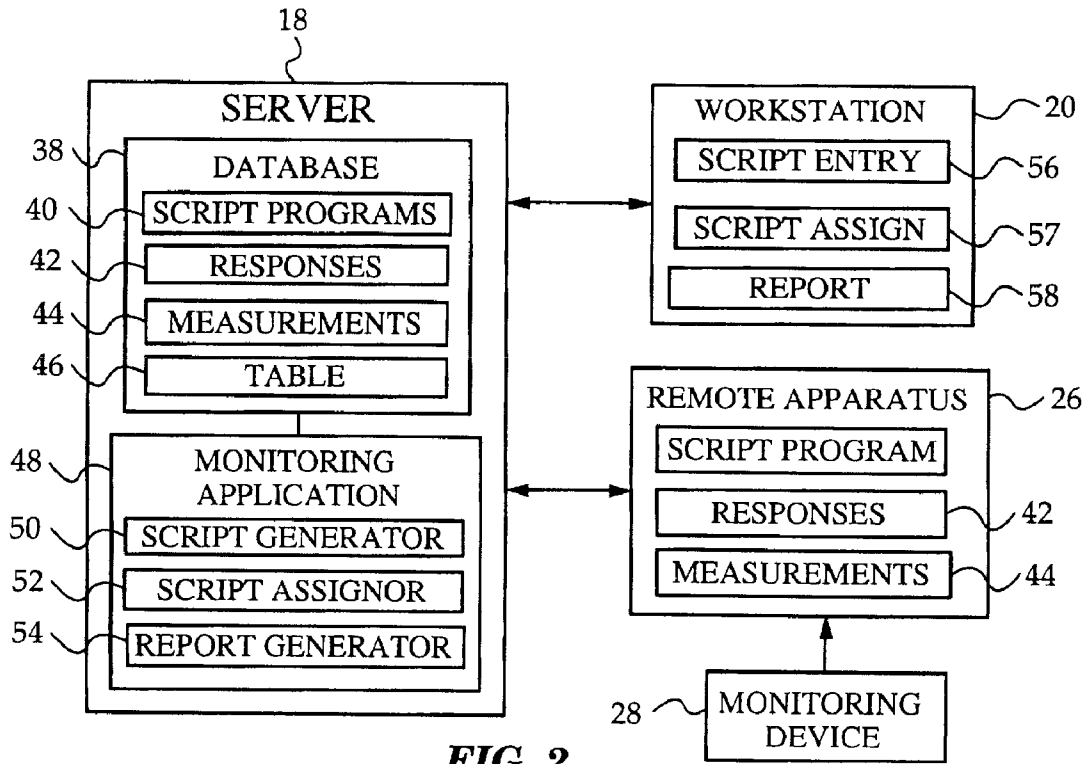 18
SERVER
38
DATABASE
40
SCRIPT PROGRAMS
42
RESPONSES
44
MEASUREMENTS
46
TABLE
48
MONITORING
APPLICATION
50
SCRIPT GENERATOR
52
SCRIPT ASSIGNOR
54
REPORT GENERATOR
WORKSTATION
20
SCRIPT ENTRY
56
SCRIPT ASSIGN
57
REPORT
58
REMOTE APPARATUS
26
SCRIPT PROGRAM
RESPONSES
42
MEASUREMENTS
44
28
MONITORING
DEVICE
FIG. 2